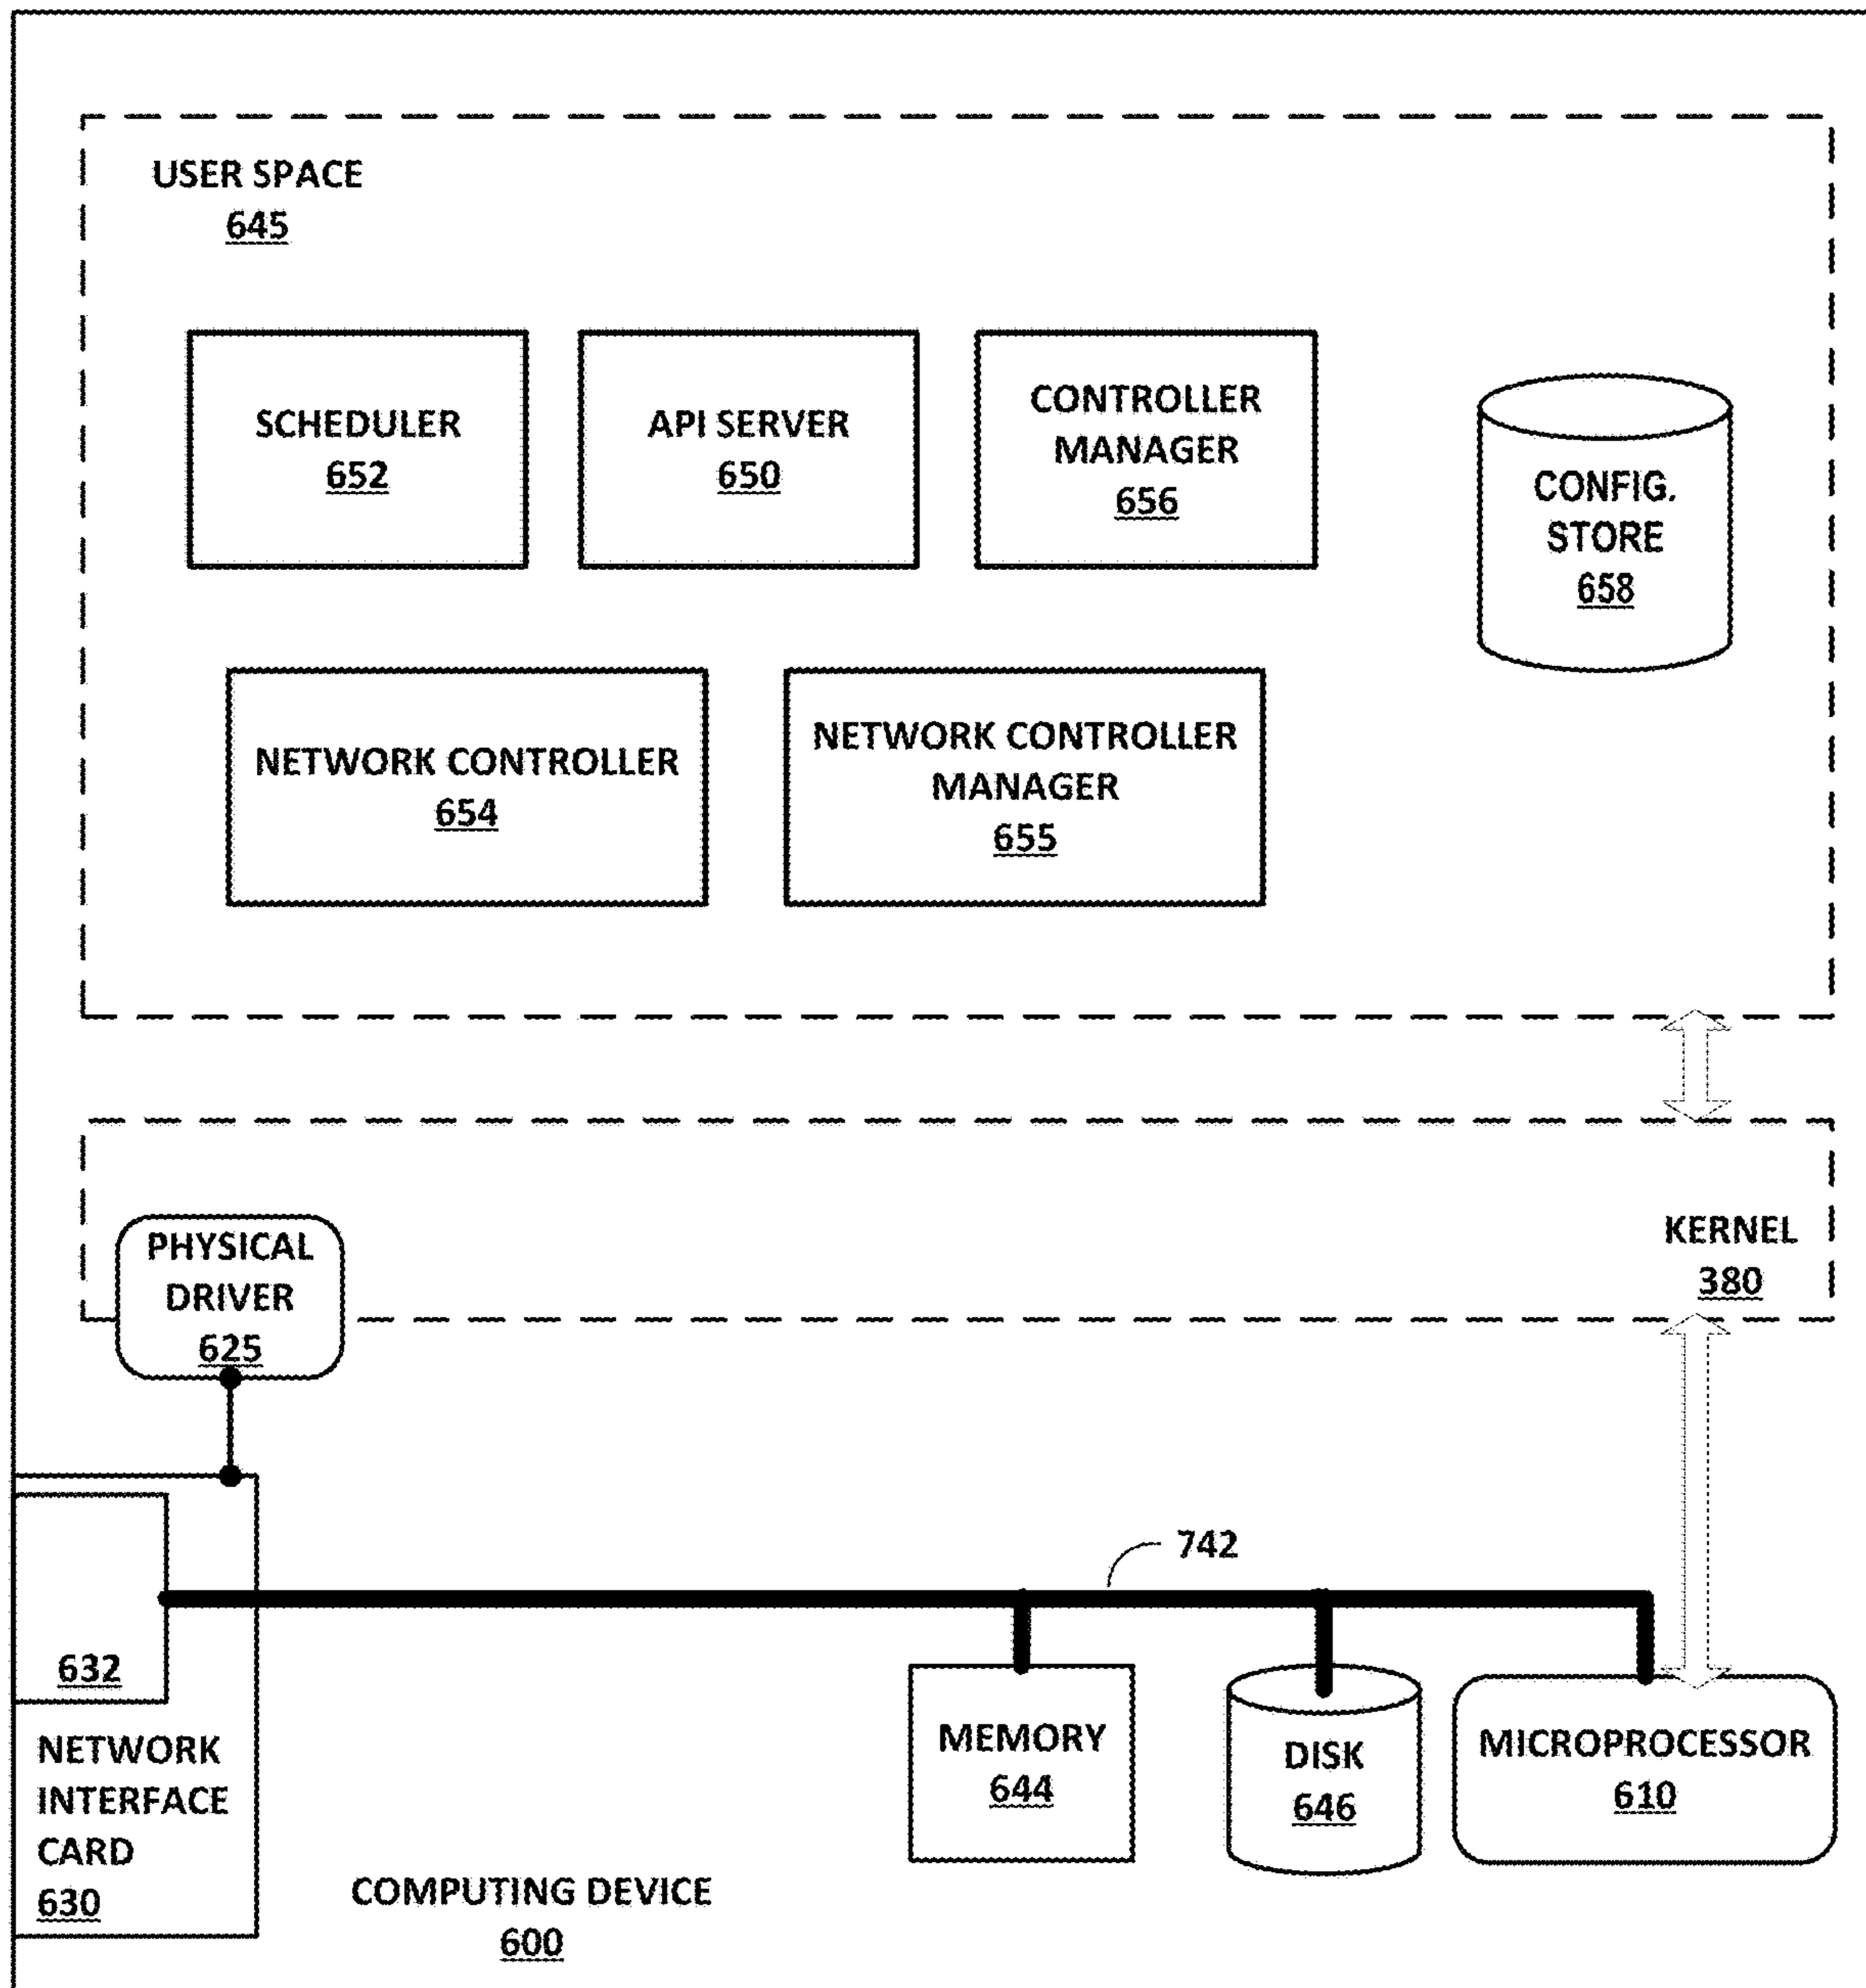 USER SPACE
645
SCHEDULER
652
API SERVER
650
CONTROLLER
MANAGER
656
CONFIG.
STORE
658
NETWORK CONTROLLER
654
NETWORK CONTROLLER
MANAGER
655
KERNEL
380
PHYSICAL
DRIVER
625
742
632
NETWORK
INTERFACE
CARD
630
MEMORY
644
DISK
646
MICROPROCESSOR
610
COMPUTING DEVICE
600